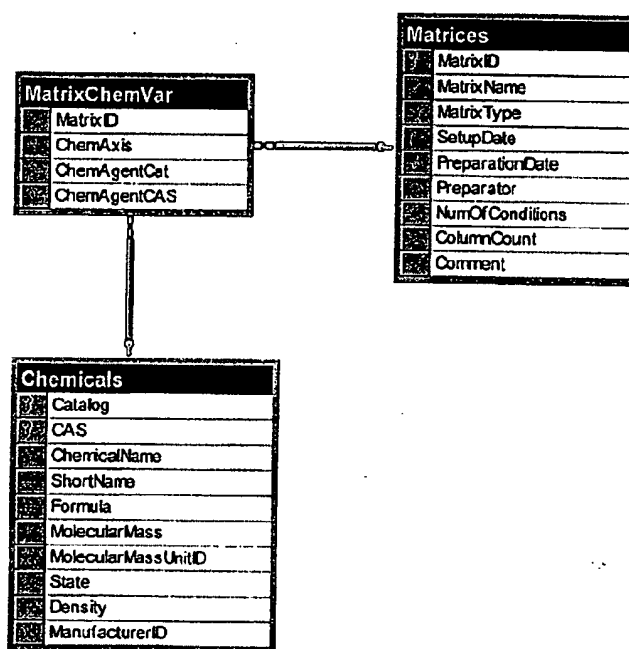 Matrices
MatrixID
MatrixName
MatrixType
SetupDate
PreparationDate
Preparator
NumOfConditions
ColumnCount
Comment
MatrixChemVar
MatrixID
ChemAxis
ChemAgentCat
ChemAgentCAS
Chemicals
Catalog
CAS
ChemicalName
ShortName
Formula
MolecularMass
MolecularMassUnitID
State
Density
ManufacturerID